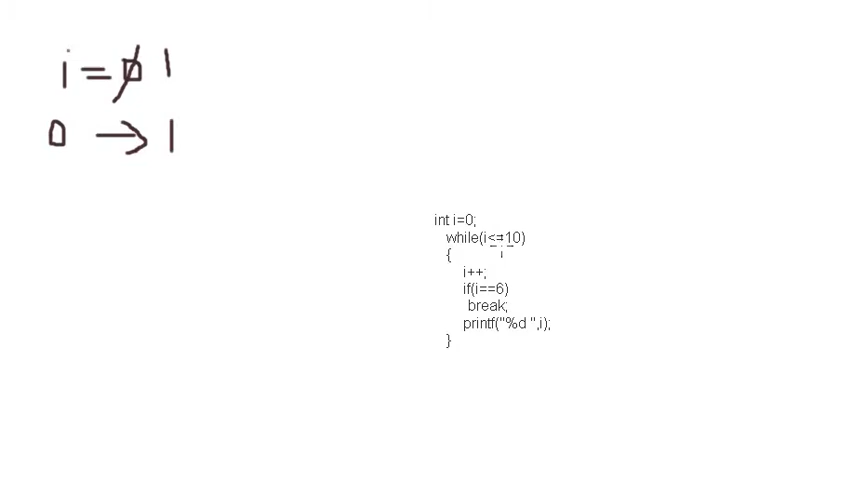 i = 0 1
0 → 1
int i=0;
while(i<=10)
{
i++;
if(i==6)
break;
printf("%d ",i);
}